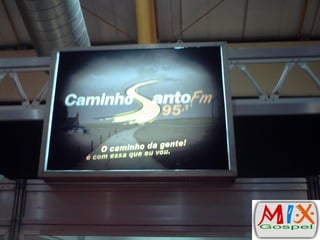 Caminho Santo Fm
95.1
O caminho da gente!
é com essa que eu vou.
MIX
Gospel